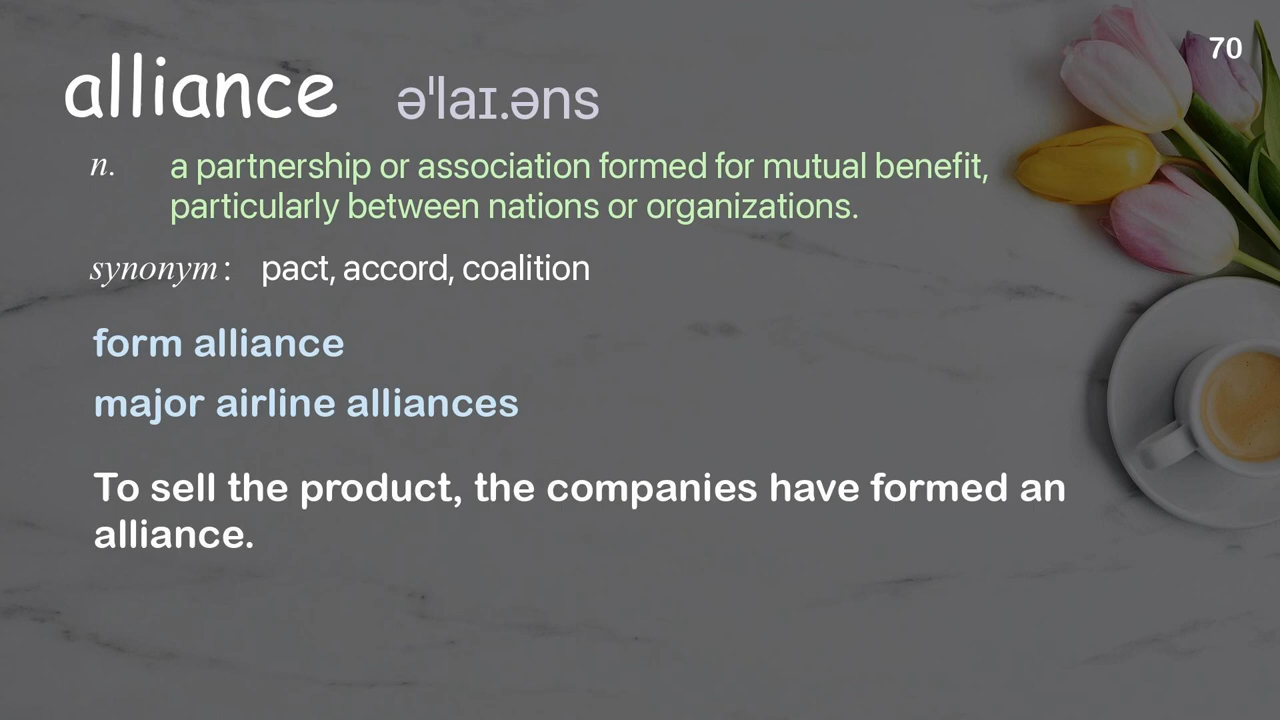 70
alliance əˈlaɪ.əns
n. a partnership or association formed for mutual benefit,
particularly between nations or organizations.
synonym: pact, accord, coalition
form alliance
major airline alliances
To sell the product, the companies have formed an
alliance.